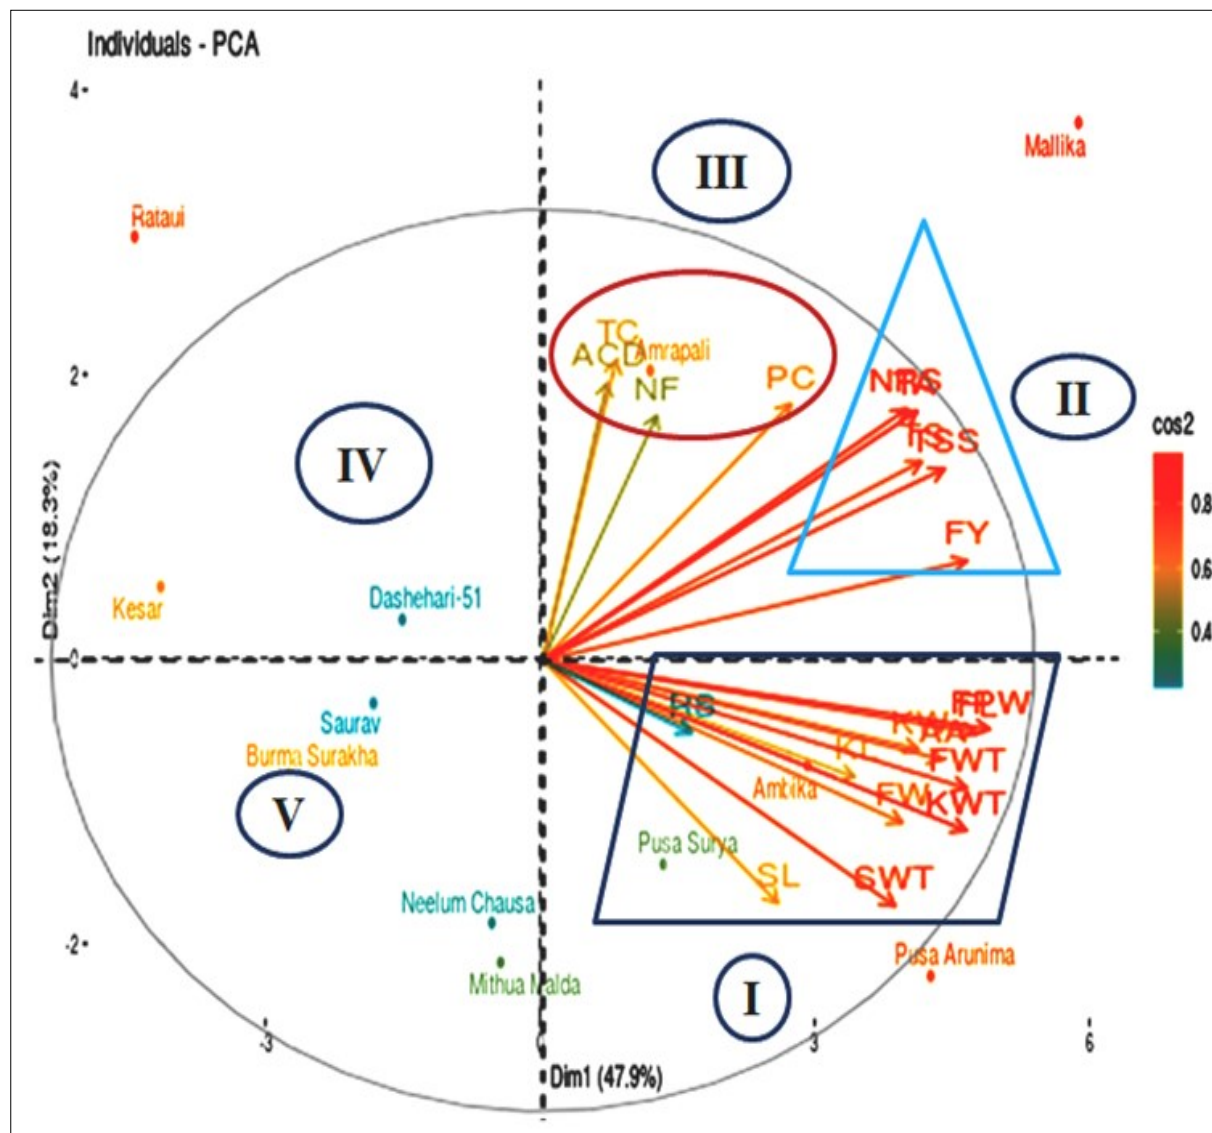 Individuals - PCA
4
Mallika
III
Rataui
TC
ACD
Amrapali
2
NF
PC
TSS
II
cos2
IV
0.8
FY
0.6
Dashehari-51
Kesar
0.4
Dim2 (18.3%)
0
Saurav
Burma Surakha
AA
FWT
Ambika
FW
KWT
V
Pusa Surya
SL
SWT
Neelum Chausa
-2
Pusa Arunima
Mithua Malda
I
-3
0
3
6
Dim1 (47.9%)